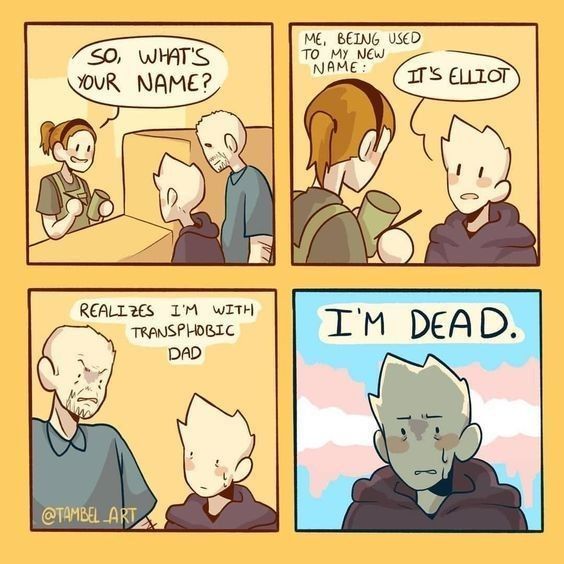 SO, WHAT'S
YOUR NAME?
ME, BEING USED
TO MY NEW
NAME:
IT'S ELLIOT
REALIZES I'M WITH
TRANSPHOBIC
DAD
@TAMBEL_ART
I'M DEAD.